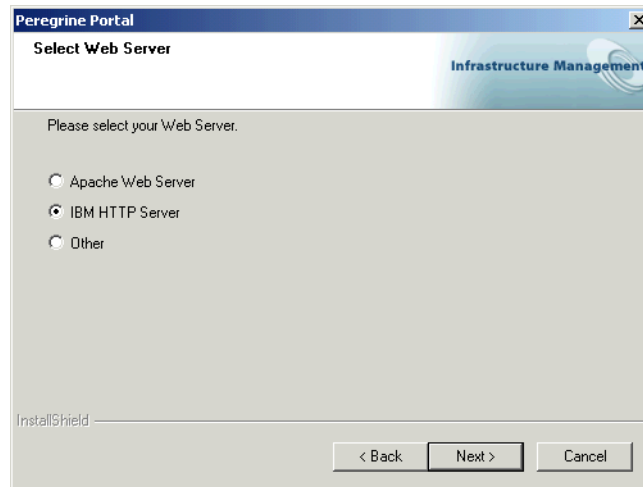 Peregrine Portal
Select Web Server
Infrastructure Management
Please select your Web Server.
Apache Web Server
IBM HTTP Server
Other
InstallShield
< Back Next > Cancel